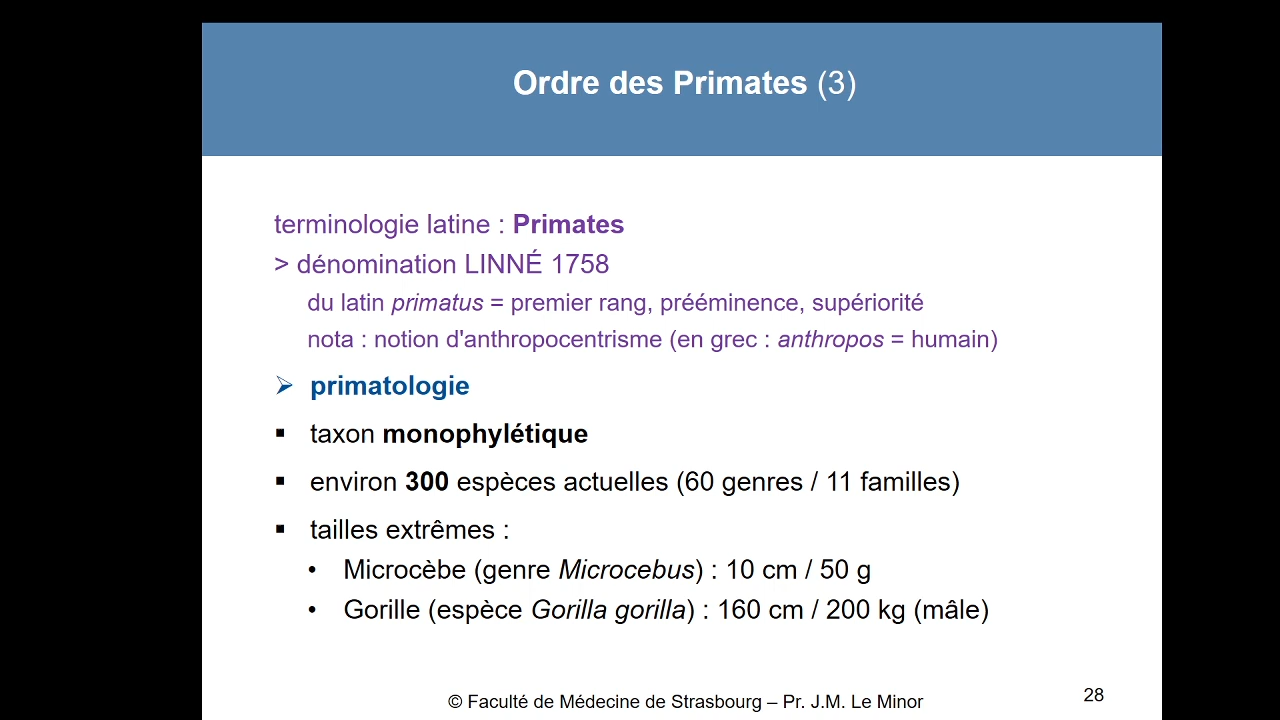 Ordre des Primates (3)
terminologie latine : Primates
> dénomination LINNÉ 1758
du latin primatus = premier rang, prééminence, supériorité
nota : notion d'anthropocentrisme (en grec : anthropos = humain)
➢ primatologie
▪ taxon monophylétique
▪ environ 300 espèces actuelles (60 genres / 11 familles)
▪ tailles extrêmes :
• Microcèbe (genre Microcebus) : 10 cm / 50 g
• Gorille (espèce Gorilla gorilla) : 160 cm / 200 kg (mâle)
© Faculté de Médecine de Strasbourg – Pr. J.M. Le Minor
28